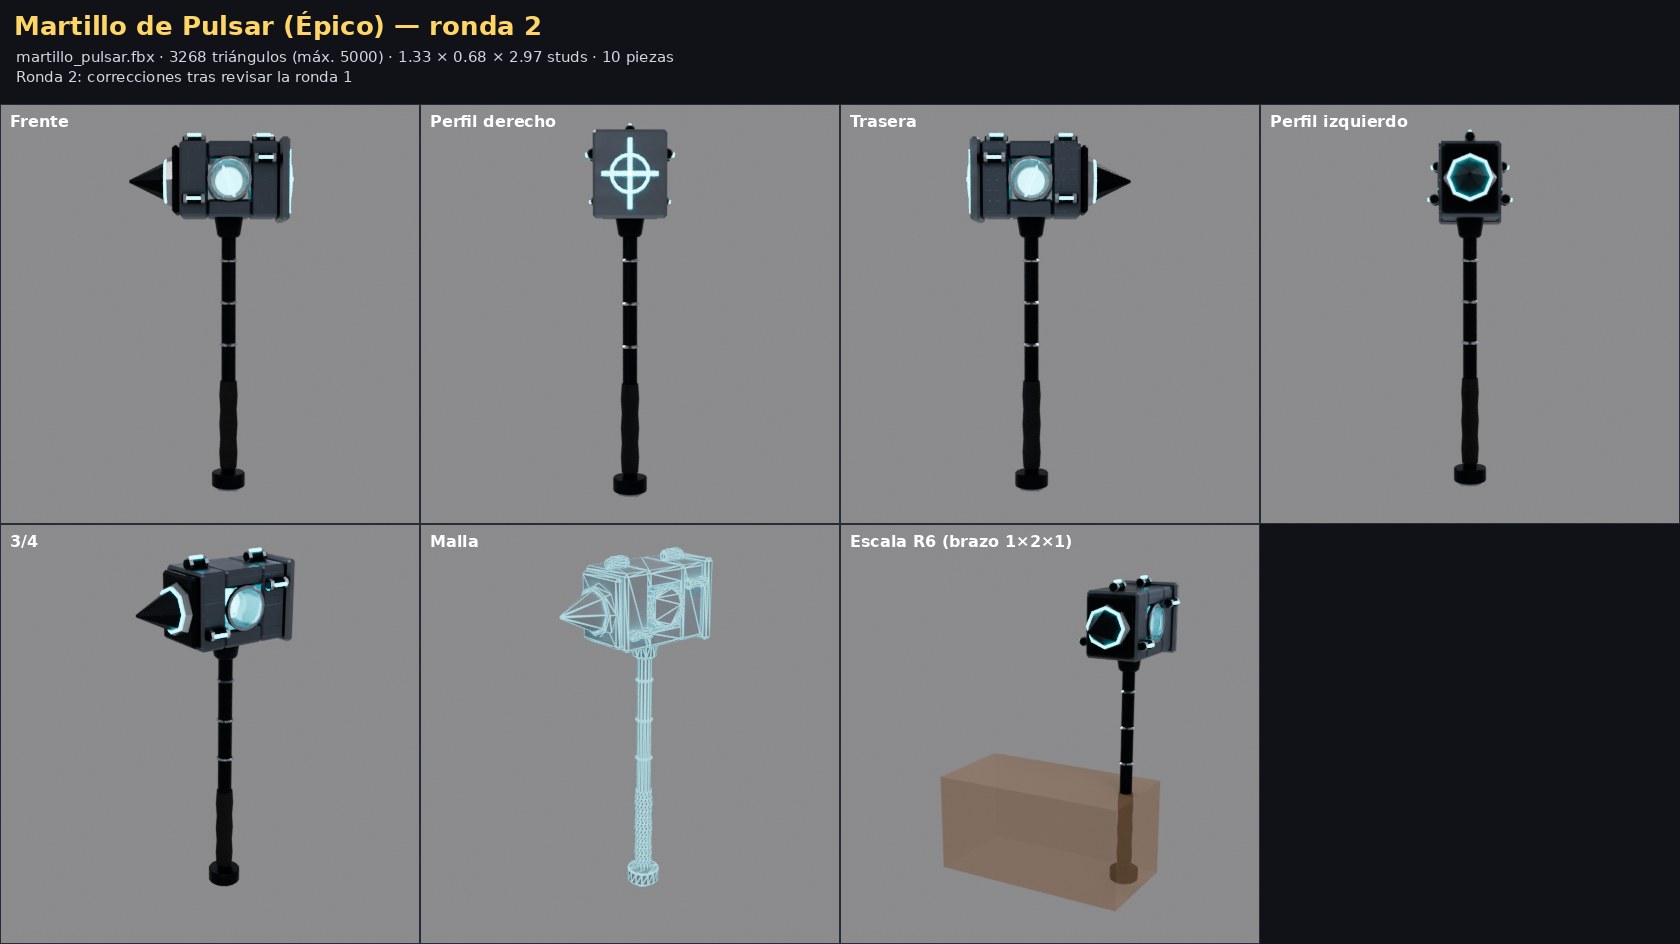 Martillo de Pulsar (Épico) — ronda 2
martillo_pulsar.fbx · 3268 triángulos (máx. 5000) · 1.33 × 0.68 × 2.97 studs · 10 piezas
Ronda 2: correcciones tras revisar la ronda 1
Frente
Perfil derecho
Trasera
Perfil izquierdo
3/4
Malla
Escala R6 (brazo 1×2×1)